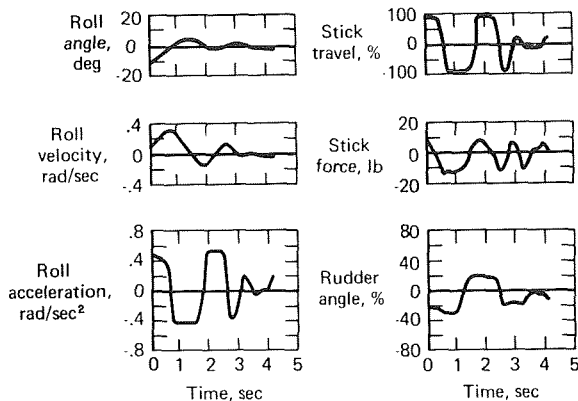 Roll
angle,
deg
20
0
20
Stick
travel, %
100
0
-100
Roll
velocity,
rad/sec
.4
0
-.4
Stick
force, lb
20
0
-20
Roll
acceleration,
rad/sec²
.8
.4
0
-.4
-.8
0 1 2 3 4 5
Time, sec
Rudder
angle, %
80
40
0
-40
-80
0 1 2 3 4 5
Time, sec